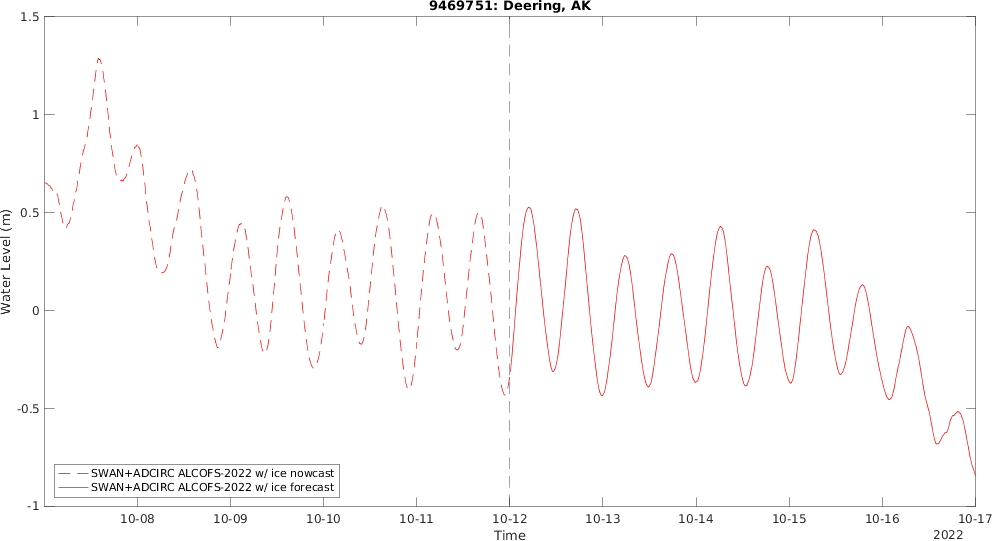 9469751: Deering, AK
1.5
1
0.5
0
-0.5
-1
Water Level (m)
SWAN+ADCIRC ALCOFS-2022 w/ ice nowcast
SWAN+ADCIRC ALCOFS-2022 w/ ice forecast
10-08 10-09 10-10 10-11 10-12 10-13 10-14 10-15 10-16 10-17
Time
2022